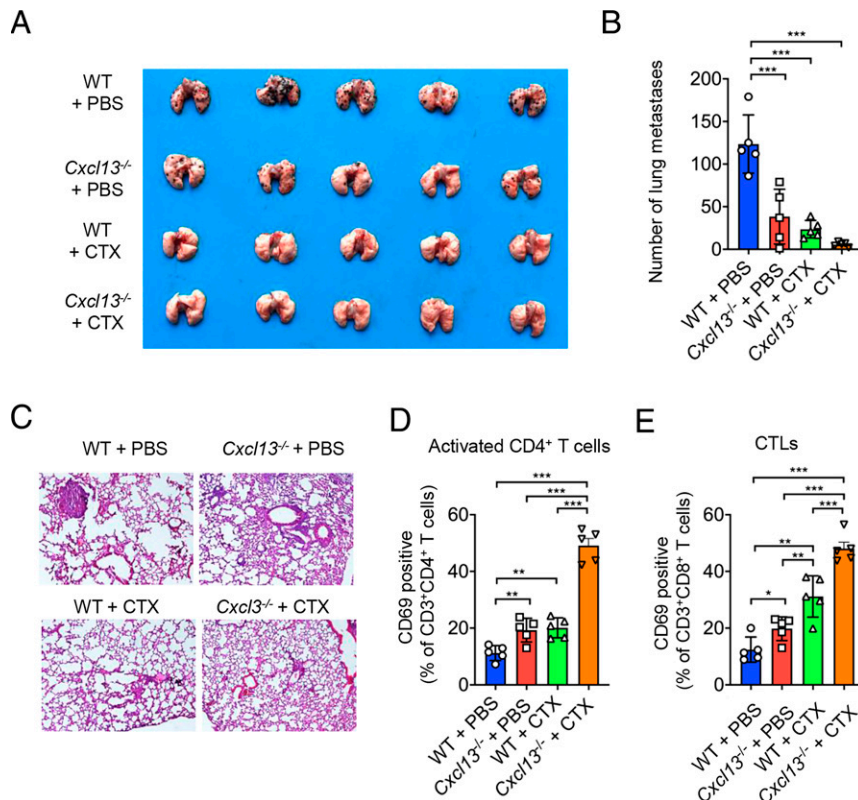 A
WT
+ PBS
Cxcl13-/-
+ PBS
WT
+ CTX
Cxcl13-/-
+ CTX
B
***
***
***
Number of lung metastases
200
150
100
50
0
WT + PBS
Cxcl13-/- + PBS
WT + CTX
Cxcl13-/- + CTX
C
WT + PBS
Cxcl13-/- + PBS
WT + CTX
Cxcl3-/- + CTX
D
Activated CD4+ T cells
***
***
***
**
**
CD69 positive
(% of CD3+CD4+ T cells)
60
40
20
0
WT + PBS
Cxcl13-/- + PBS
WT + CTX
Cxcl13-/- + CTX
E
CTLs
***
***
***
**
**
*
CD69 positive
(% of CD3+CD8+ T cells)
60
40
20
0
WT + PBS
Cxcl13-/- + PBS
WT + CTX
Cxcl13-/- + CTX